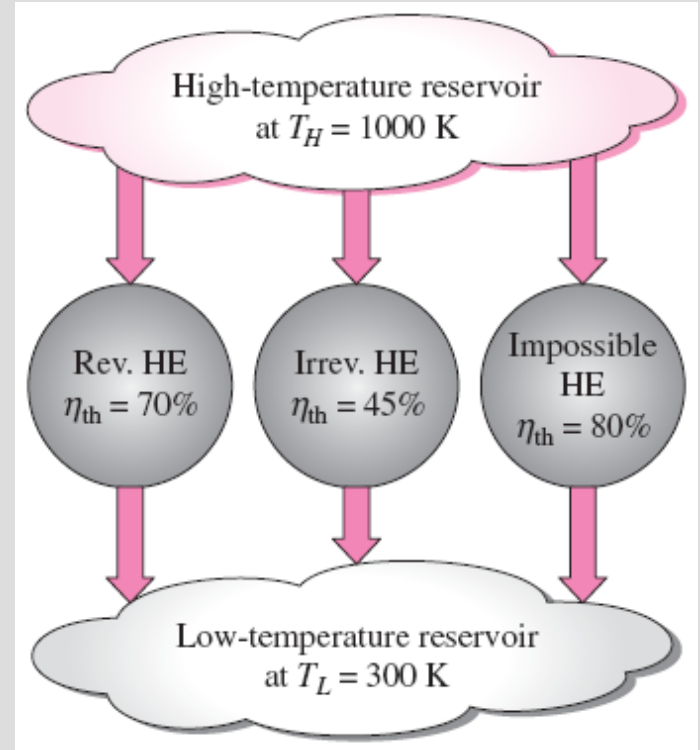 High-temperature reservoir
at T_H = 1000 K
Rev. HE
η_th = 70%
Irrev. HE
η_th = 45%
Impossible
HE
η_th = 80%
Low-temperature reservoir
at T_L = 300 K